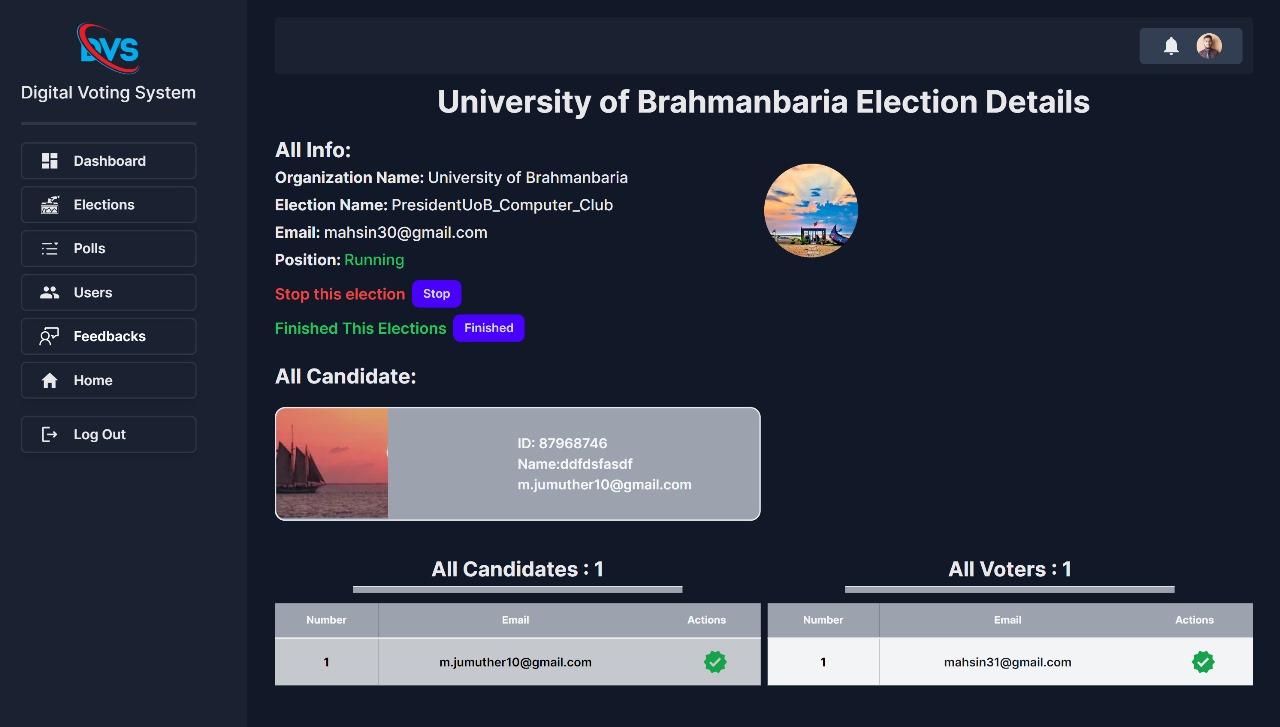 DVS
Digital Voting System
Dashboard
Elections
Polls
Users
Feedbacks
Home
Log Out
University of Brahmanbaria Election Details
All Info:
Organization Name: University of Brahmanbaria
Election Name: PresidentUoB_Computer_Club
Email: mahsin30@gmail.com
Position: Running
Stop this election Stop
Finished This Elections Finished
All Candidate:
ID: 87968746
Name:ddfdsfasdf
m.jumuther10@gmail.com
All Candidates : 1
Number Email Actions
1 m.jumuther10@gmail.com
All Voters : 1
Number Email Actions
1 mahsin31@gmail.com